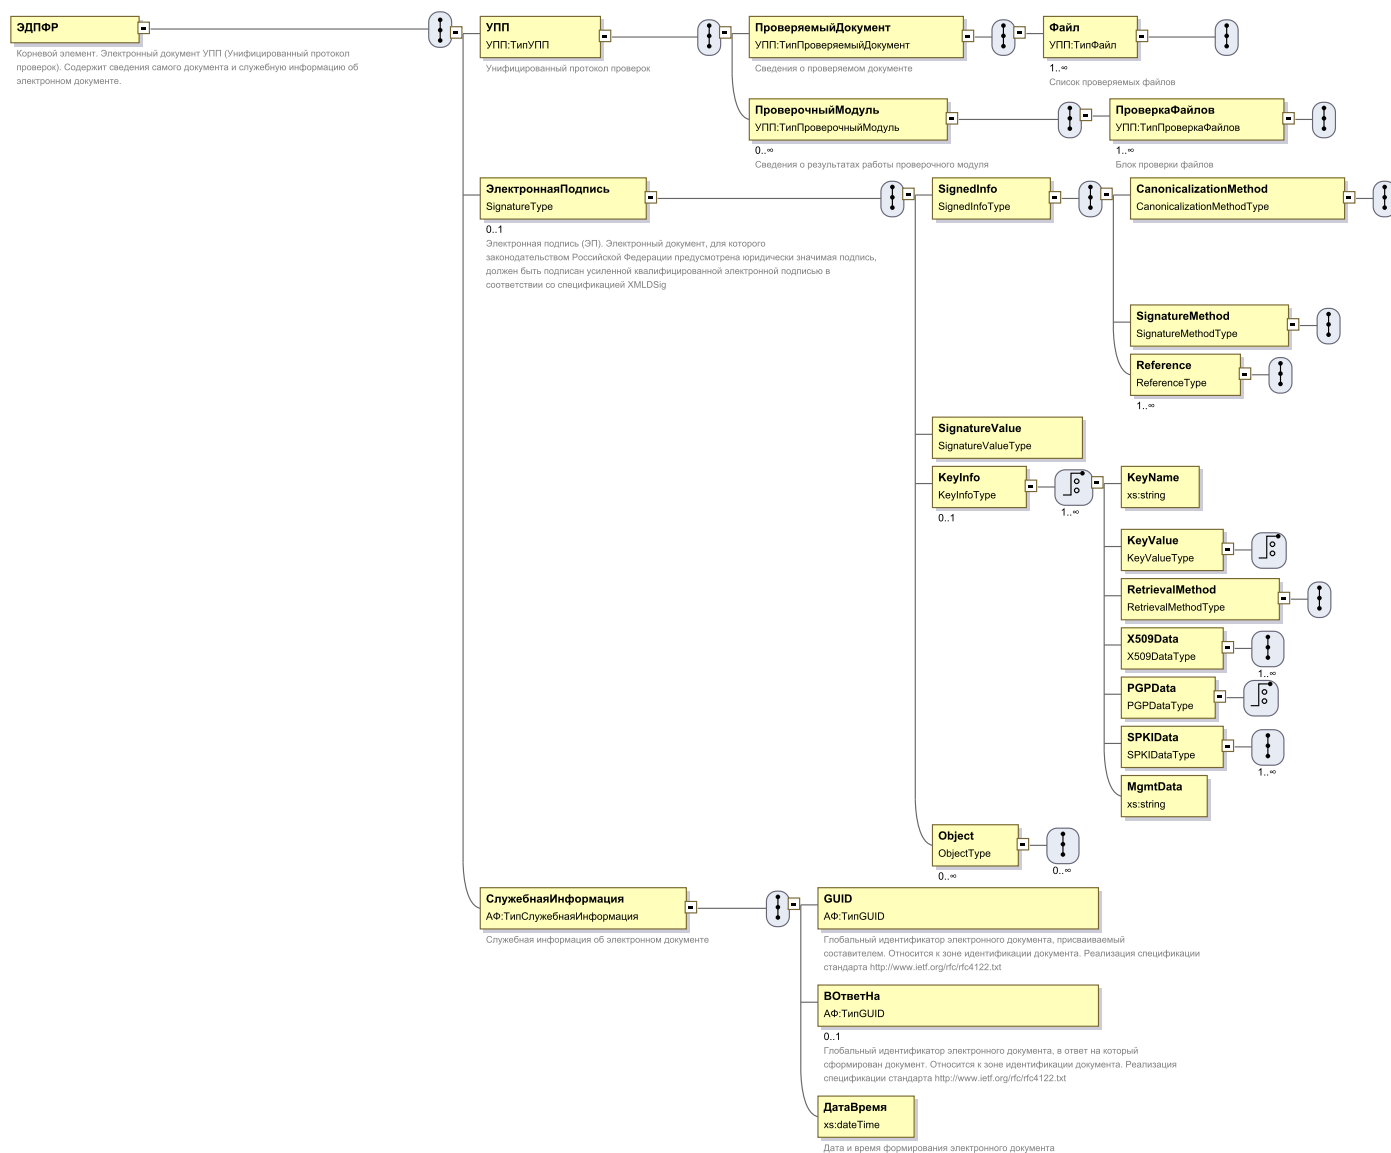 ЭДПФР
Корневой элемент. Электронный документ УПП (Унифицированный протокол
проверок). Содержит сведения самого документа и служебную информацию об
электронном документе.
УПП
УПП:ТипУПП
Унифицированный протокол проверок
ПроверяемыйДокумент
УПП:ТипПроверяемыйДокумент
Сведения о проверяемом документе
Файл
УПП:ТипФайл
1..∞
Список проверяемых файлов
ПроверочныйМодуль
УПП:ТипПроверочныйМодуль
0..∞
Сведения о результатах работы проверочного модуля
ПроверкаФайлов
УПП:ТипПроверкаФайлов
1..∞
Блок проверки файлов
ЭлектроннаяПодпись
SignatureType
0..1
Электронная подпись (ЭП). Электронный документ, для которого
законодательством Российской Федерации предусмотрена юридически значимая подпись,
должен быть подписан усиленной квалифицированной электронной подписью в
соответствии со спецификацией XMLDSig
SignedInfo
SignedInfoType
CanonicalizationMethod
CanonicalizationMethodType
SignatureMethod
SignatureMethodType
Reference
ReferenceType
1..∞
SignatureValue
SignatureValueType
KeyInfo
KeyInfoType
0..1
1..∞
KeyName
xs:string
KeyValue
KeyValueType
RetrievalMethod
RetrievalMethodType
X509Data
X509DataType
1..∞
PGPData
PGPDataType
SPKIData
SPKIDataType
1..∞
MgmtData
xs:string
Object
ObjectType
0..∞
0..∞
СлужебнаяИнформация
АФ:ТипСлужебнаяИнформация
Служебная информация об электронном документе
GUID
АФ:ТипGUID
Глобальный идентификатор электронного документа, присваиваемый
составителем. Относится к зоне идентификации документа. Реализация спецификации
стандарта http://www.ietf.org/rfc/rfc4122.txt
ВОтветНа
АФ:ТипGUID
0..1
Глобальный идентификатор электронного документа, в ответ на который
сформирован документ. Относится к зоне идентификации документа. Реализация
спецификации стандарта http://www.ietf.org/rfc/rfc4122.txt
ДатаВремя
xs:dateTime
Дата и время формирования электронного документа